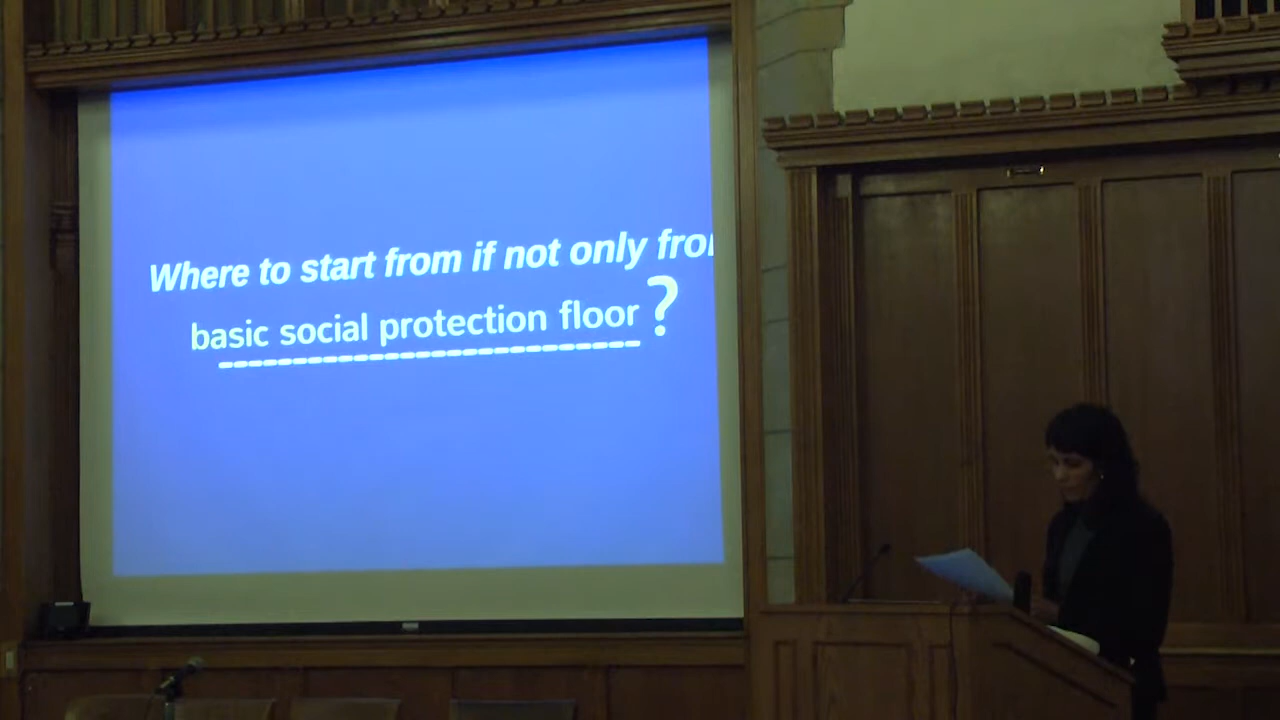 Where to start from if not only fro
basic social protection floor ?